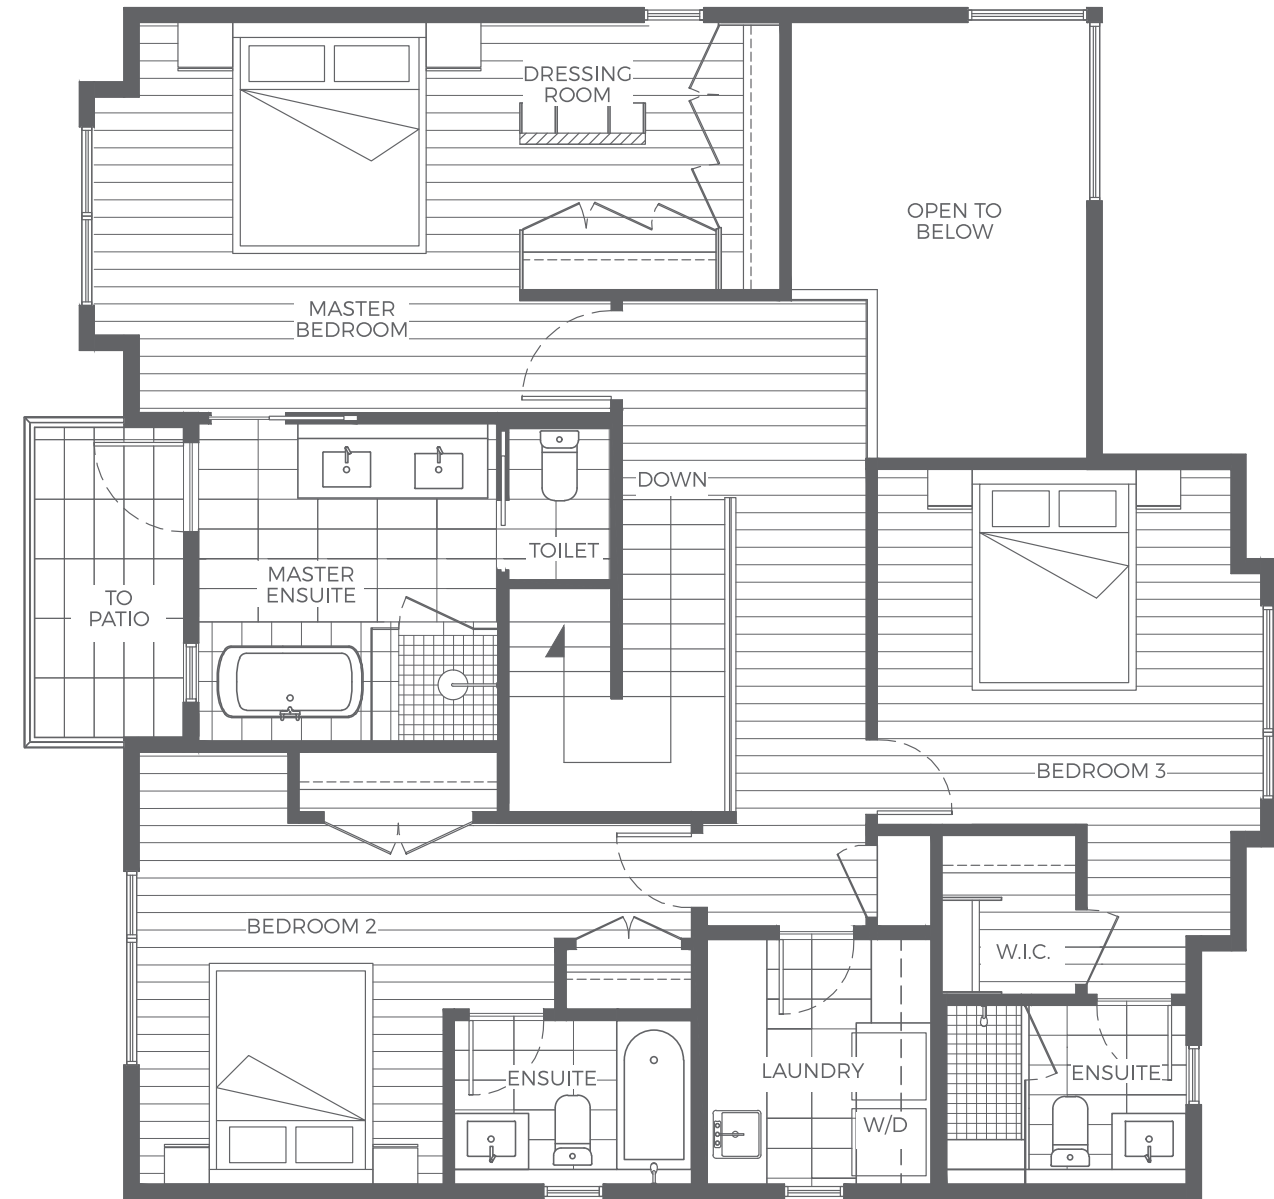 DRESSING
ROOM
OPEN TO
BELOW
MASTER
BEDROOM
DOWN
TOILET
MASTER
ENSUITE
TO
PATIO
BEDROOM 3
BEDROOM 2
W.I.C.
ENSUITE
LAUNDRY
ENSUITE
W/D